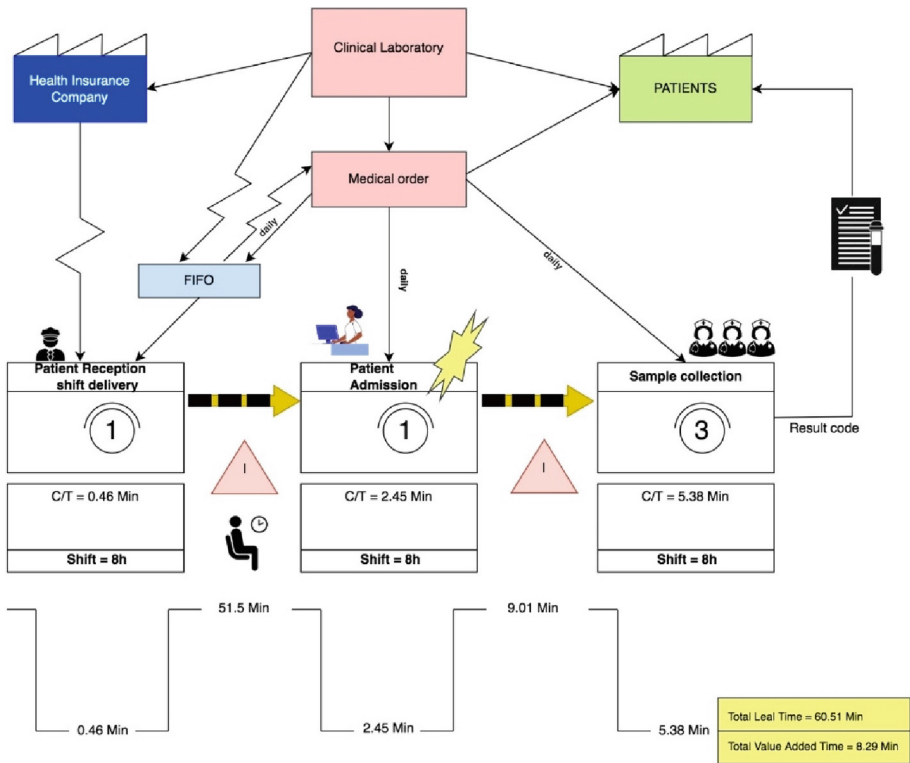 Clinical Laboratory
Health Insurance
Company
PATIENTS
Medical order
daily
FIFO
daily
daily
Patient Reception
shift delivery
Patient
Admission
Sample collection
1
1
3
Result code
I
I
C/T = 0.46 Min
C/T = 2.45 Min
C/T = 5.38 Min
Shift = 8h
Shift = 8h
Shift = 8h
51.5 Min
9.01 Min
0.46 Min
2.45 Min
5.38 Min
Total Leal Time = 60.51 Min
Total Value Added Time = 8.29 Min